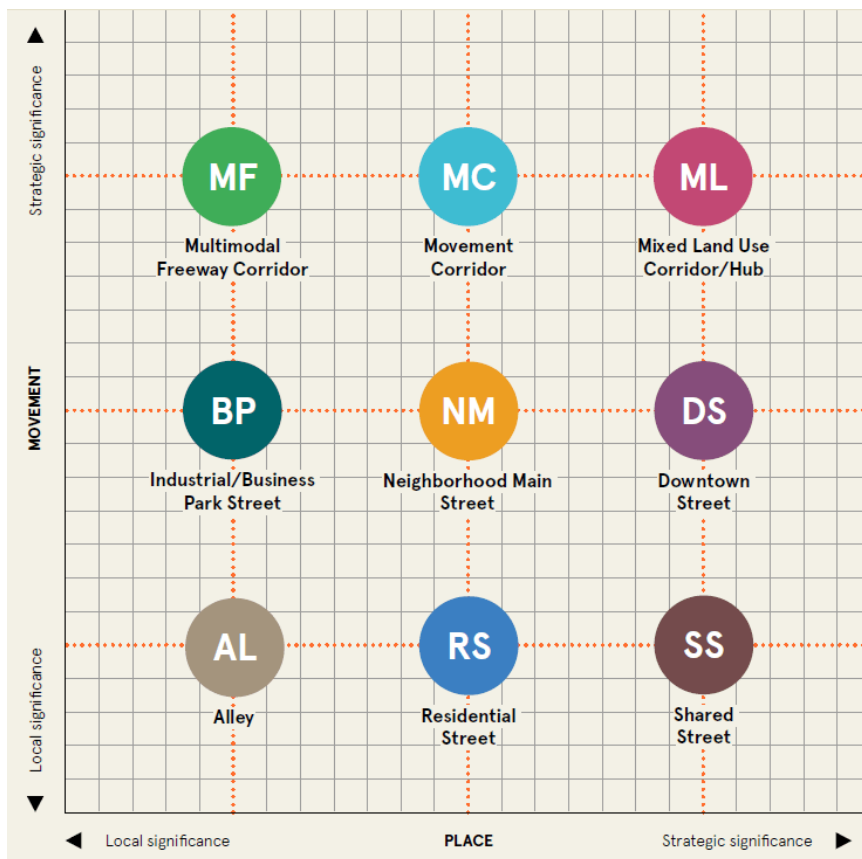 Strategic significance
MF
MC
ML
Multimodal
Freeway Corridor
Movement
Corridor
Mixed Land Use
Corridor/Hub
MOVEMENT
BP
NM
DS
Industrial/Business
Park Street
Neighborhood Main
Street
Downtown
Street
Local significance
AL
RS
SS
Alley
Residential
Street
Shared
Street
Local significance
PLACE
Strategic significance